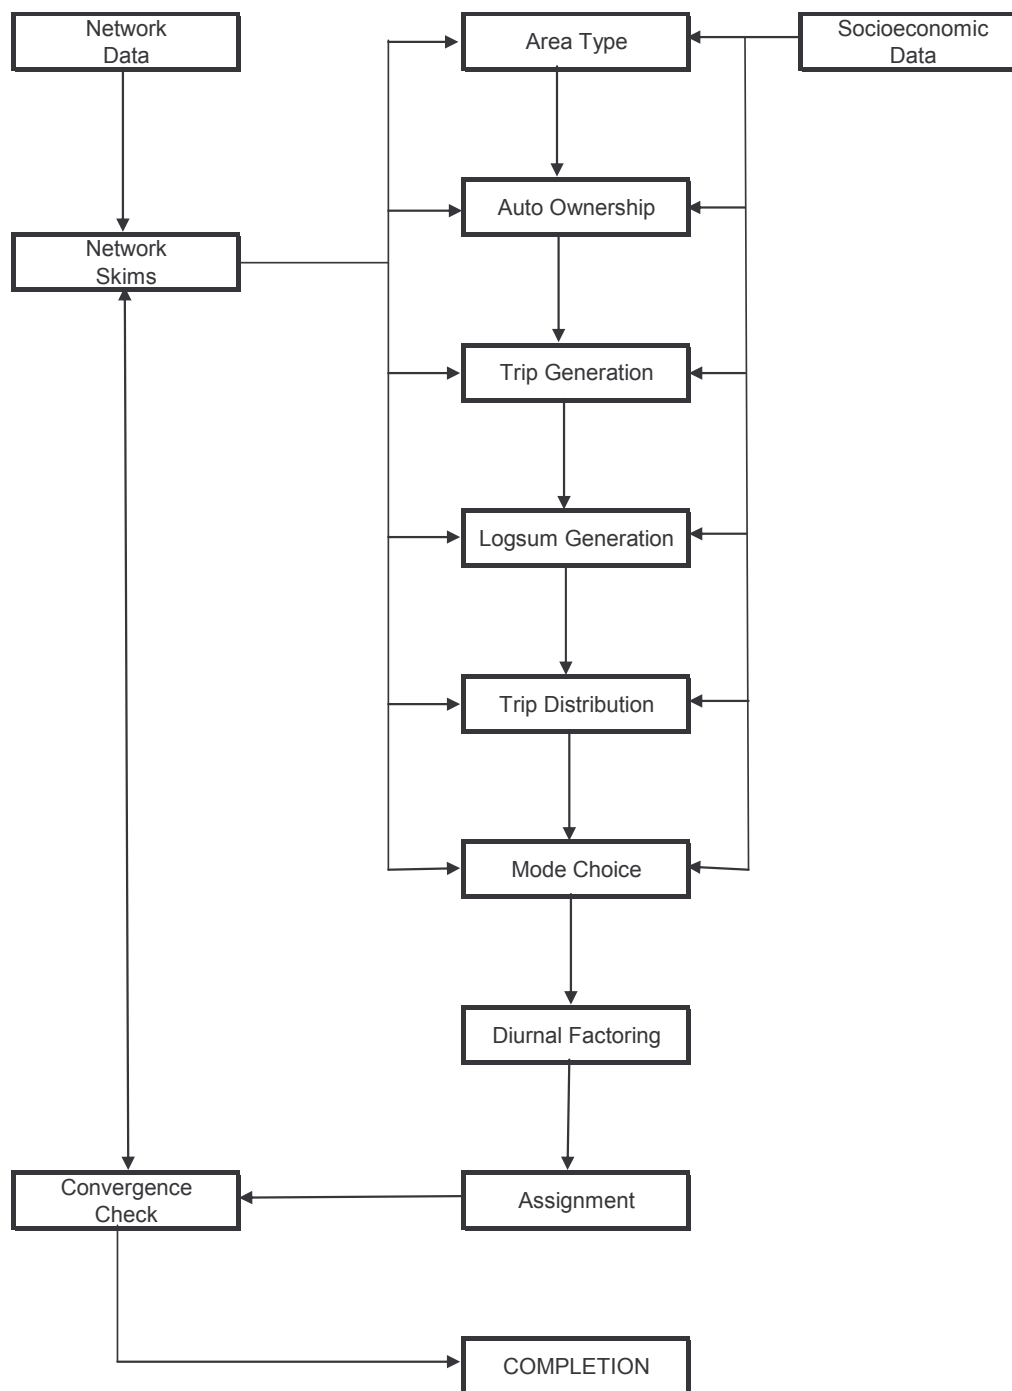 Network
Data
Area Type
Socioeconomic
Data
Auto Ownership
Network
Skims
Trip Generation
Logsum Generation
Trip Distribution
Mode Choice
Diurnal Factoring
Convergence
Check
Assignment
COMPLETION